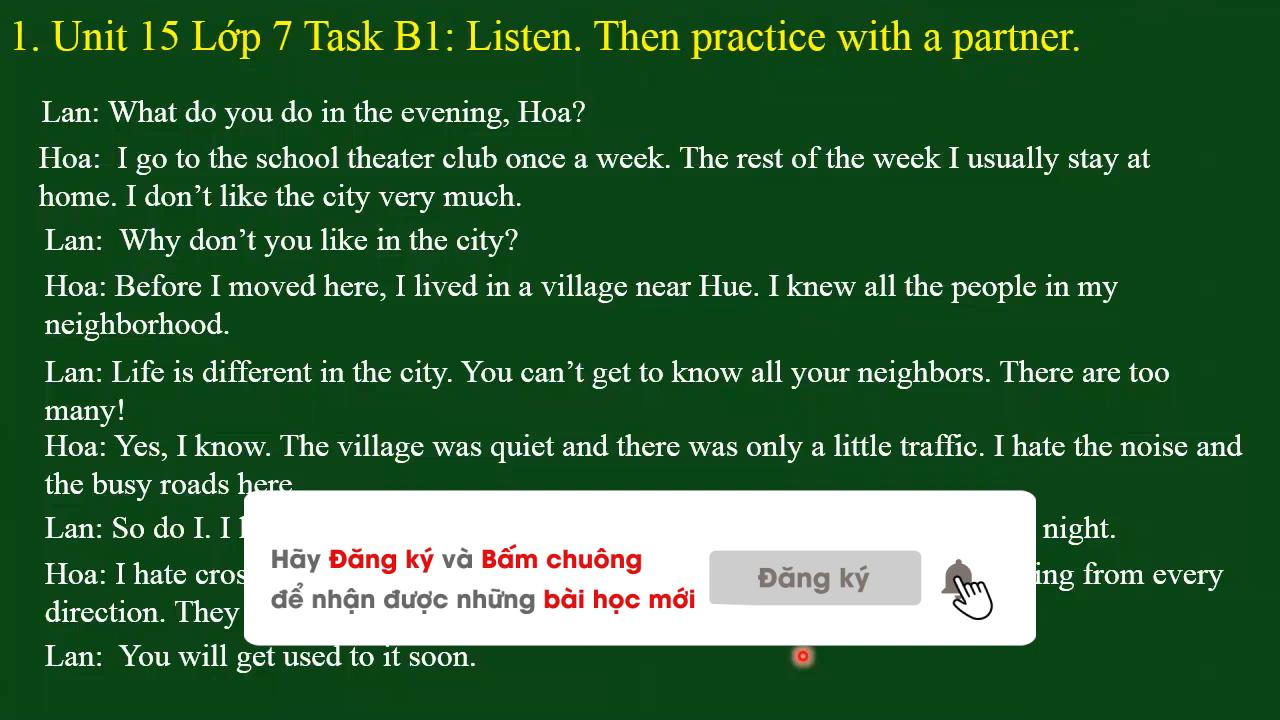 1. Unit 15 Lớp 7 Task B1: Listen. Then practice with a partner.
Lan: What do you do in the evening, Hoa?
Hoa: I go to the school theater club once a week. The rest of the week I usually stay at
home. I don’t like the city very much.
Lan: Why don’t you like in the city?
Hoa: Before I moved here, I lived in a village near Hue. I knew all the people in my
neighborhood.
Lan: Life is different in the city. You can’t get to know all your neighbors. There are too
many!
Hoa: Yes, I know. The village was quiet and there was only a little traffic. I hate the noise and
the busy roads here
Lan: So do I. I night.
Hoa: I hate cros ing from every
direction. They
Lan: You will get used to it soon.
Hãy Đăng ký và Bấm chuông
để nhận được những bài học mới
Đăng ký